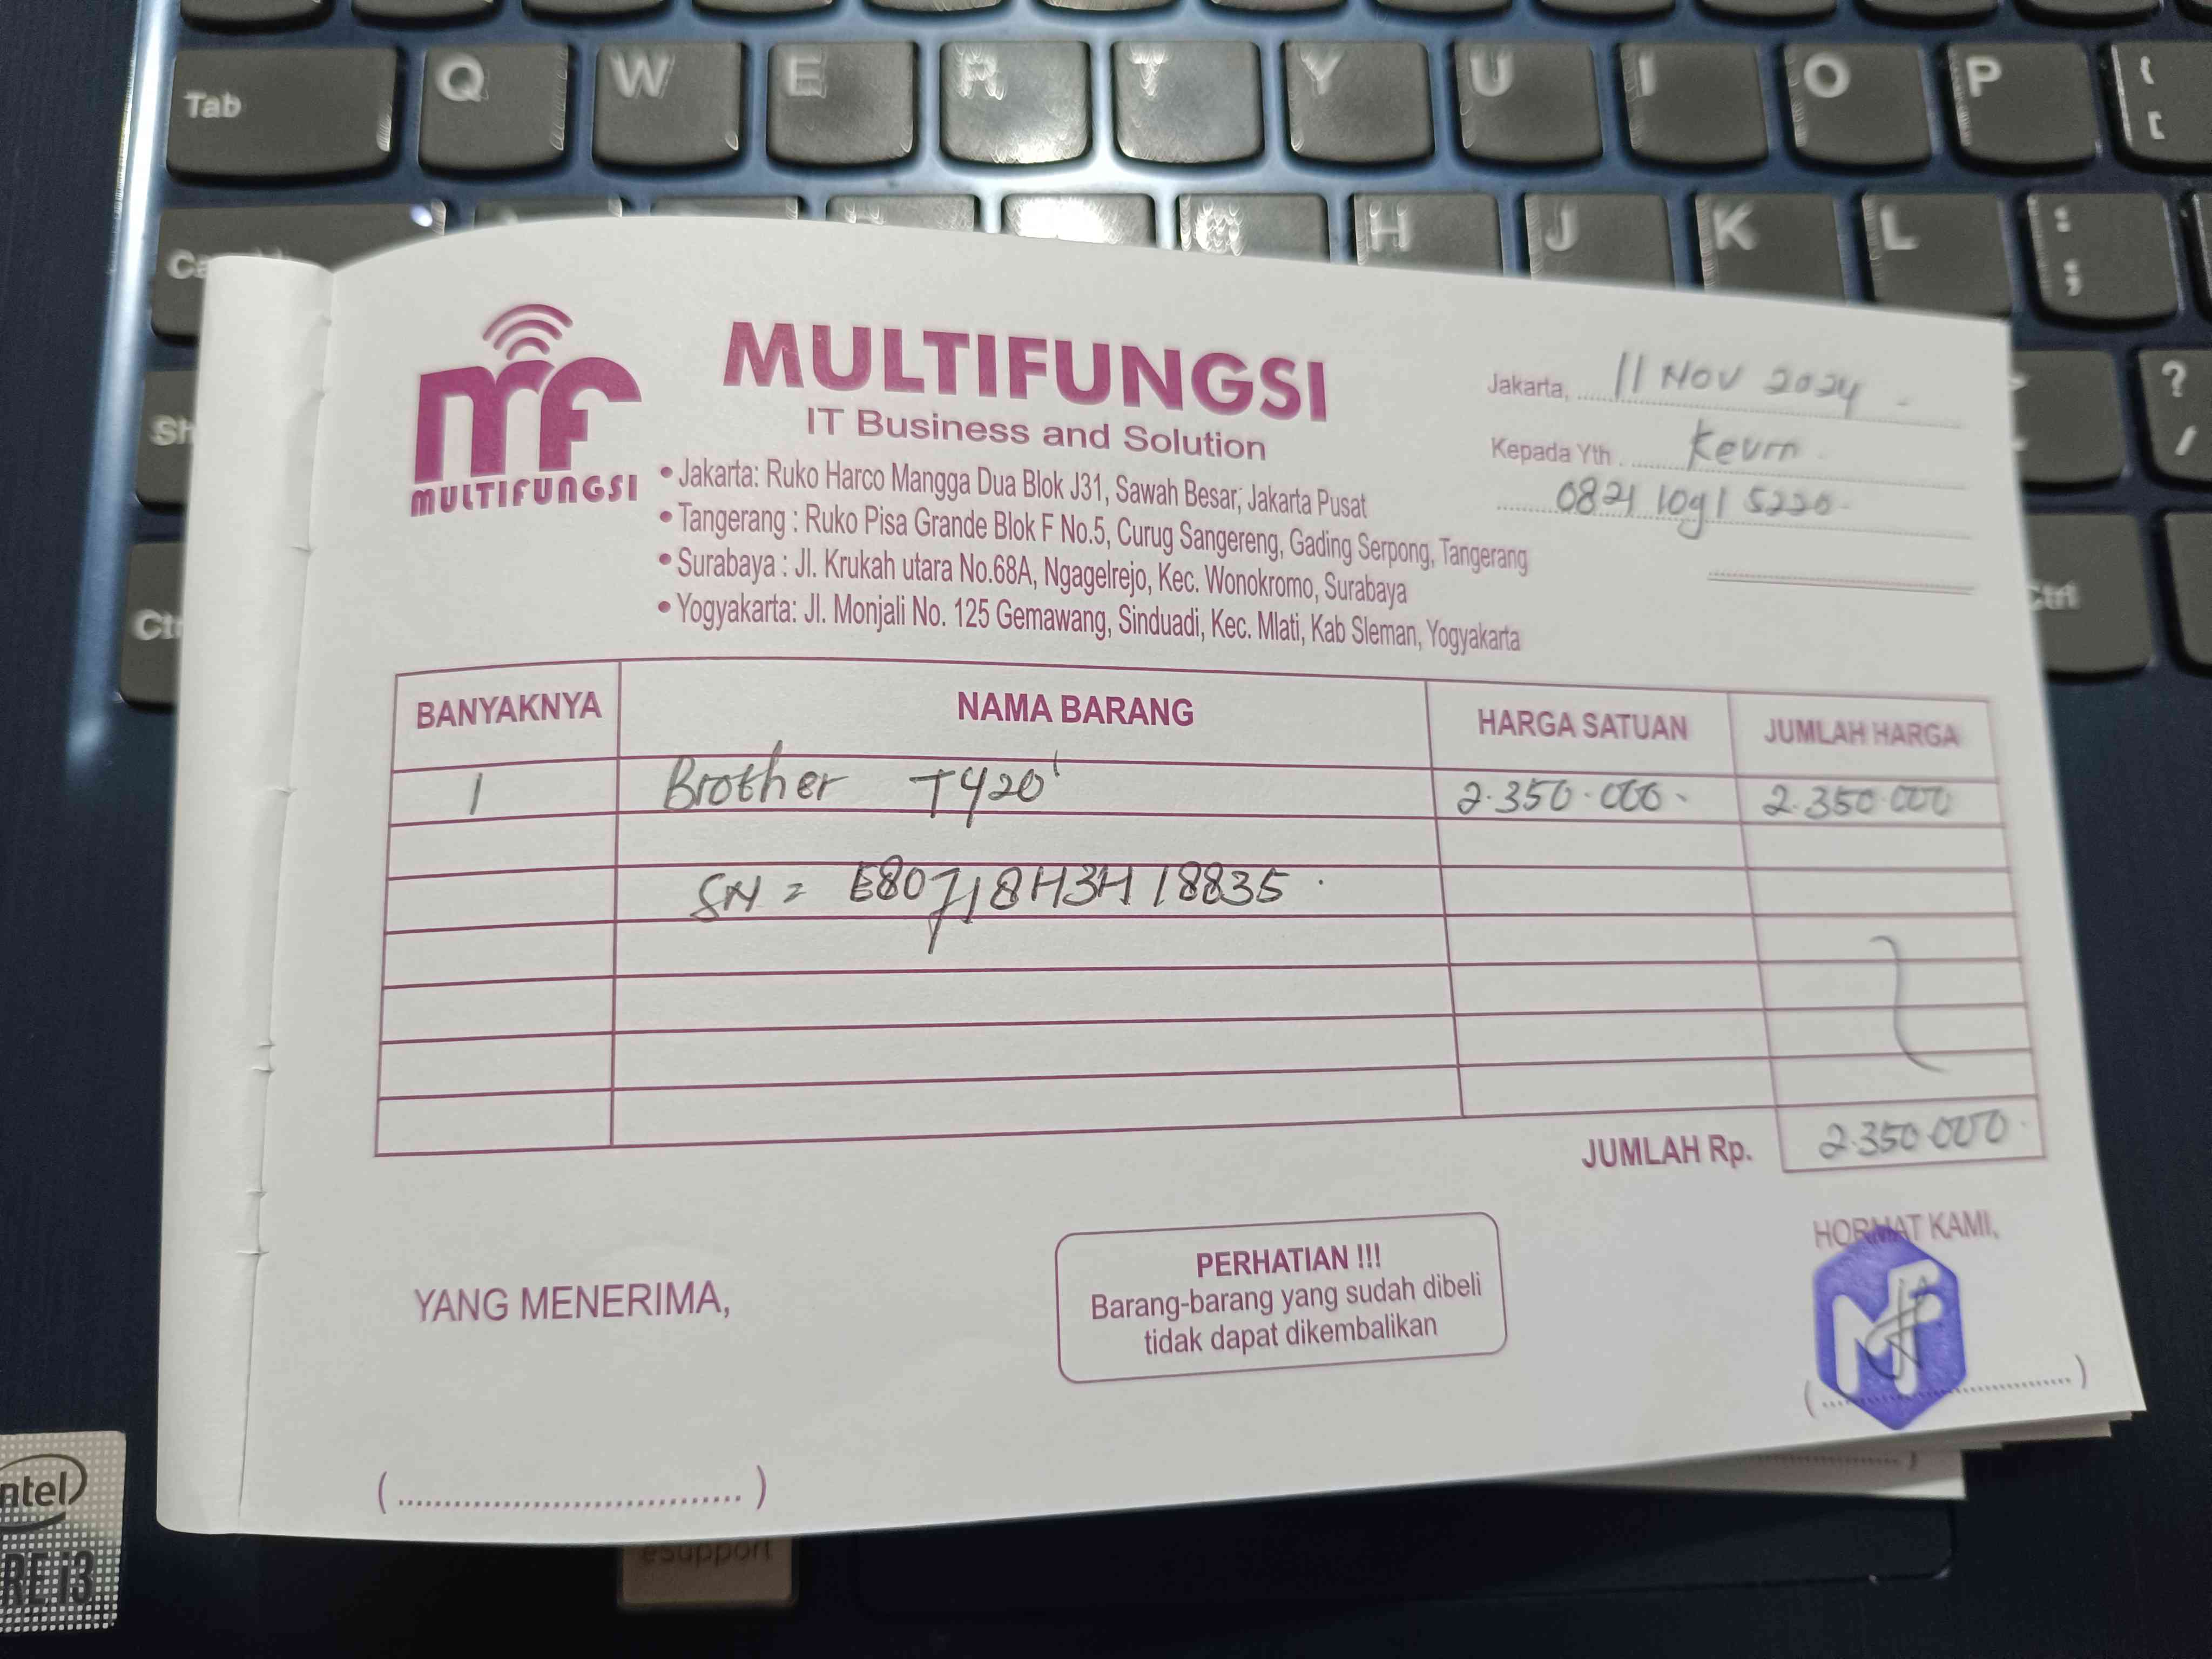 Tab Q W E R T Y U I O P { [
H J K L : ;
? /
Ctrl
MULTIFUNGSI
MULTIFUNGSI
IT Business and Solution
• Jakarta: Ruko Harco Mangga Dua Blok J31, Sawah Besar, Jakarta Pusat
• Tangerang : Ruko Pisa Grande Blok F No.5, Curug Sangereng, Gading Serpong, Tangerang
• Surabaya : Jl. Krukah utara No.68A, Ngagelrejo, Kec. Wonokromo, Surabaya
• Yogyakarta: Jl. Monjali No. 125 Gemawang, Sinduadi, Kec. Mlati, Kab Sleman, Yogyakarta
Jakarta, 11 NOV 2024
Kepada Yth. Kevin
0821 1091 5220
BANYAKNYA NAMA BARANG HARGA SATUAN JUMLAH HARGA
1 Brother T420 2.350.000 2.350.000
SN = E80718H3H18835
JUMLAH Rp. 2.350.000
YANG MENERIMA,
PERHATIAN !!!
Barang-barang yang sudah dibeli
tidak dapat dikembalikan
HORMAT KAMI,
(....................................)
(....................................)
intel
CORE i3
eSupport